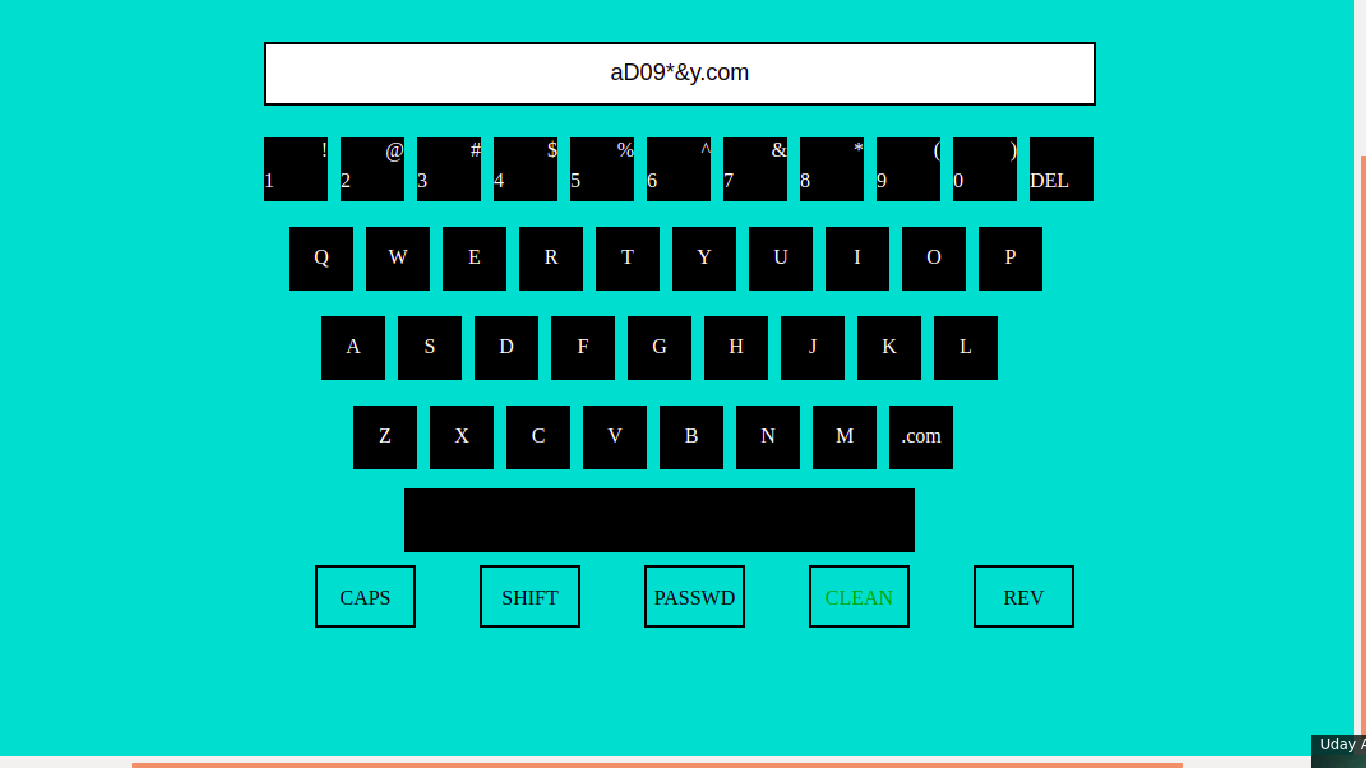 aD09*&y.com
! @ # $ % ^ & * ( )
1 2 3 4 5 6 7 8 9 0 DEL
Q W E R T Y U I O P
A S D F G H J K L
Z X C V B N M .com
CAPS SHIFT PASSWD CLEAN REV
Uday